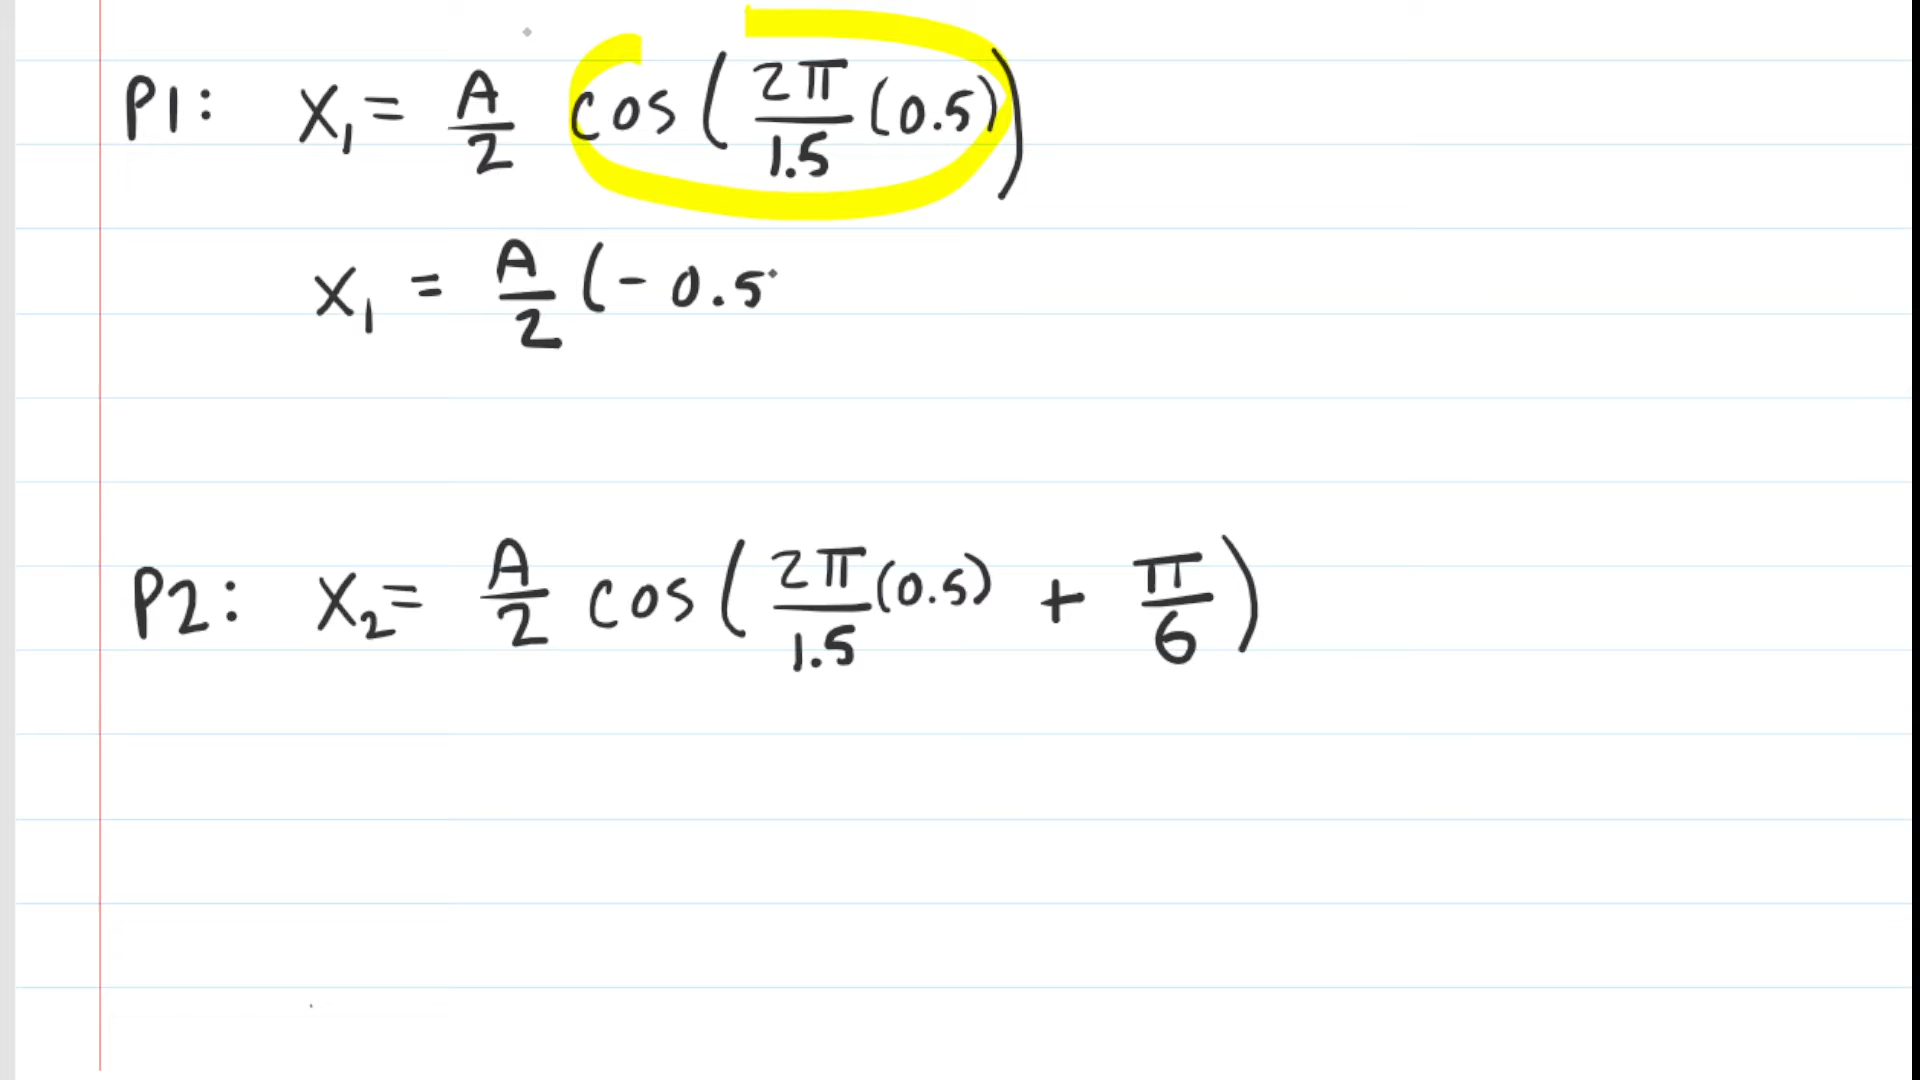 P1: x₁ = A/2 cos(2π/1.5 (0.5))
x₁ = A/2 (-0.5
P2: x₂ = A/2 cos(2π/1.5 (0.5) + π/6)